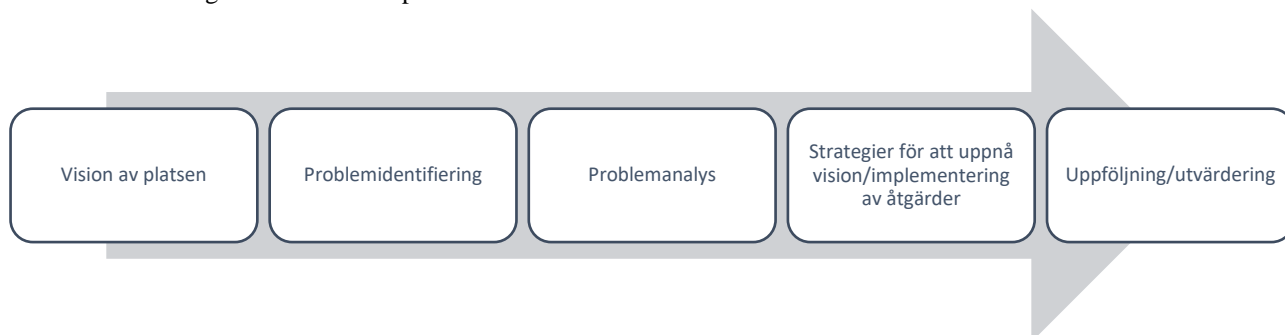 Vision av platsen
Problemidentifiering
Problemanalys
Strategier för att uppnå
vision/implementering
av åtgärder
Uppföljning/utvärdering